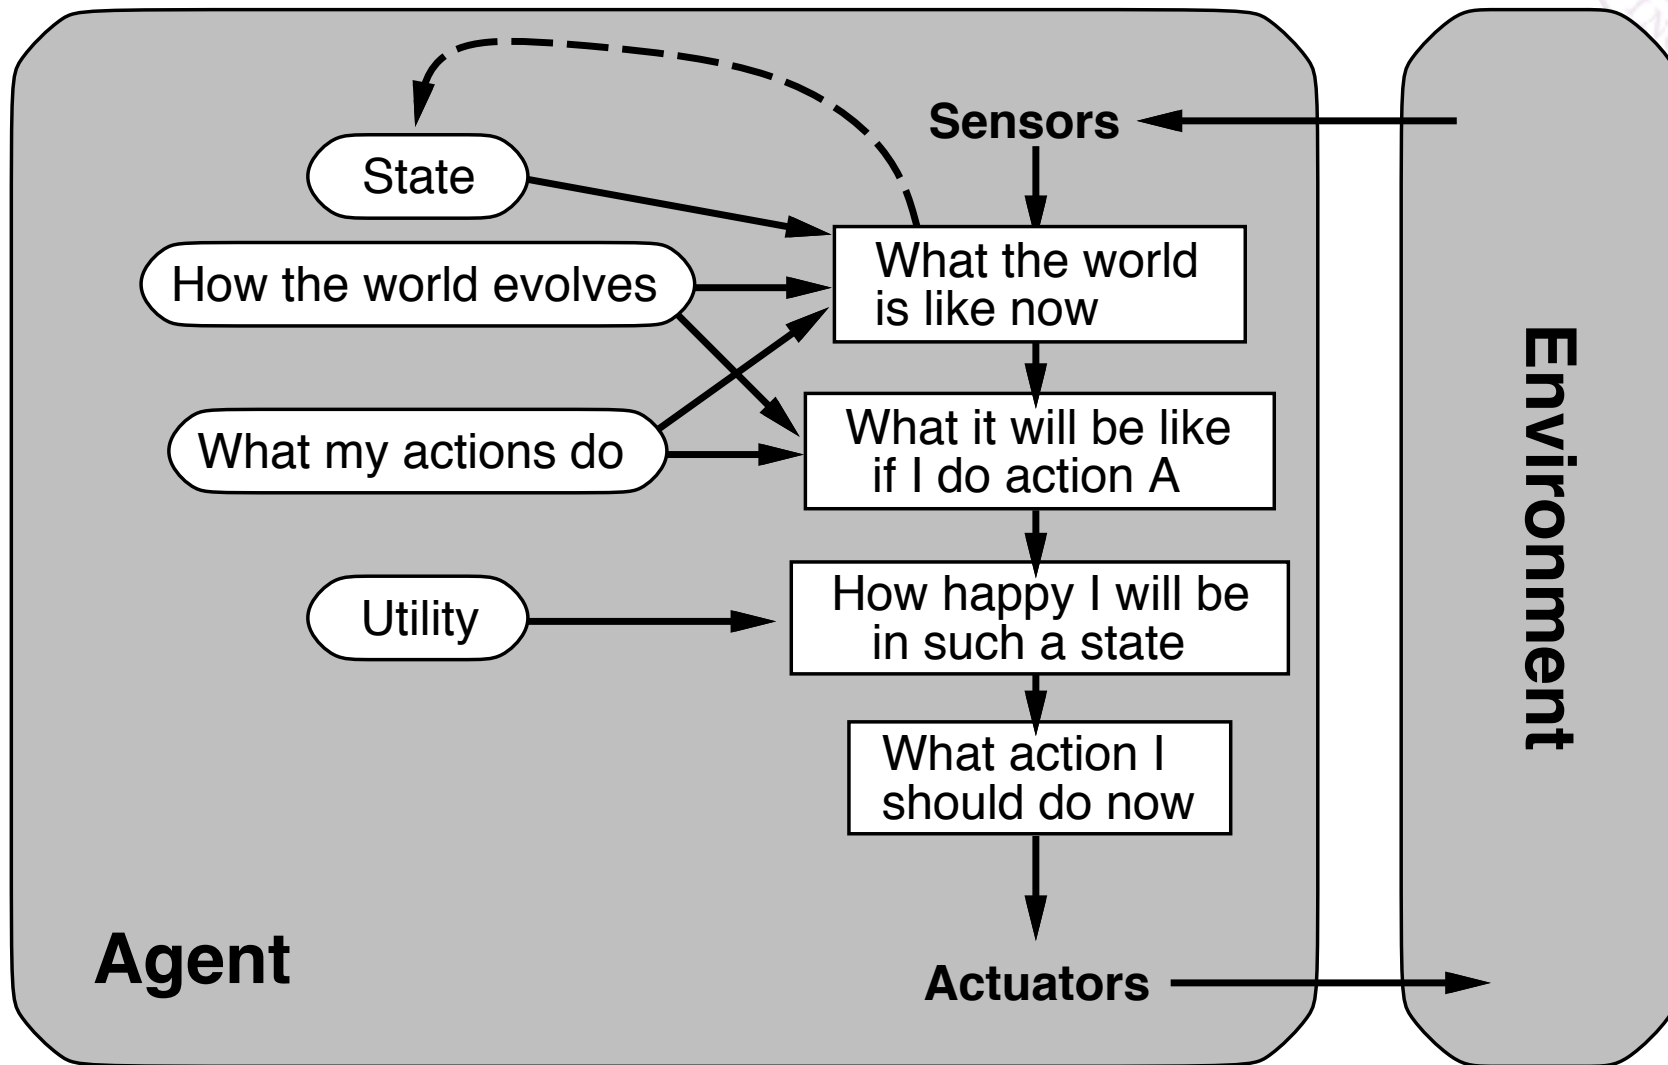 Sensors
State
What the world
is like now
How the world evolves
What it will be like
if I do action A
What my actions do
How happy I will be
in such a state
Utility
What action I
should do now
Environment
Agent
Actuators